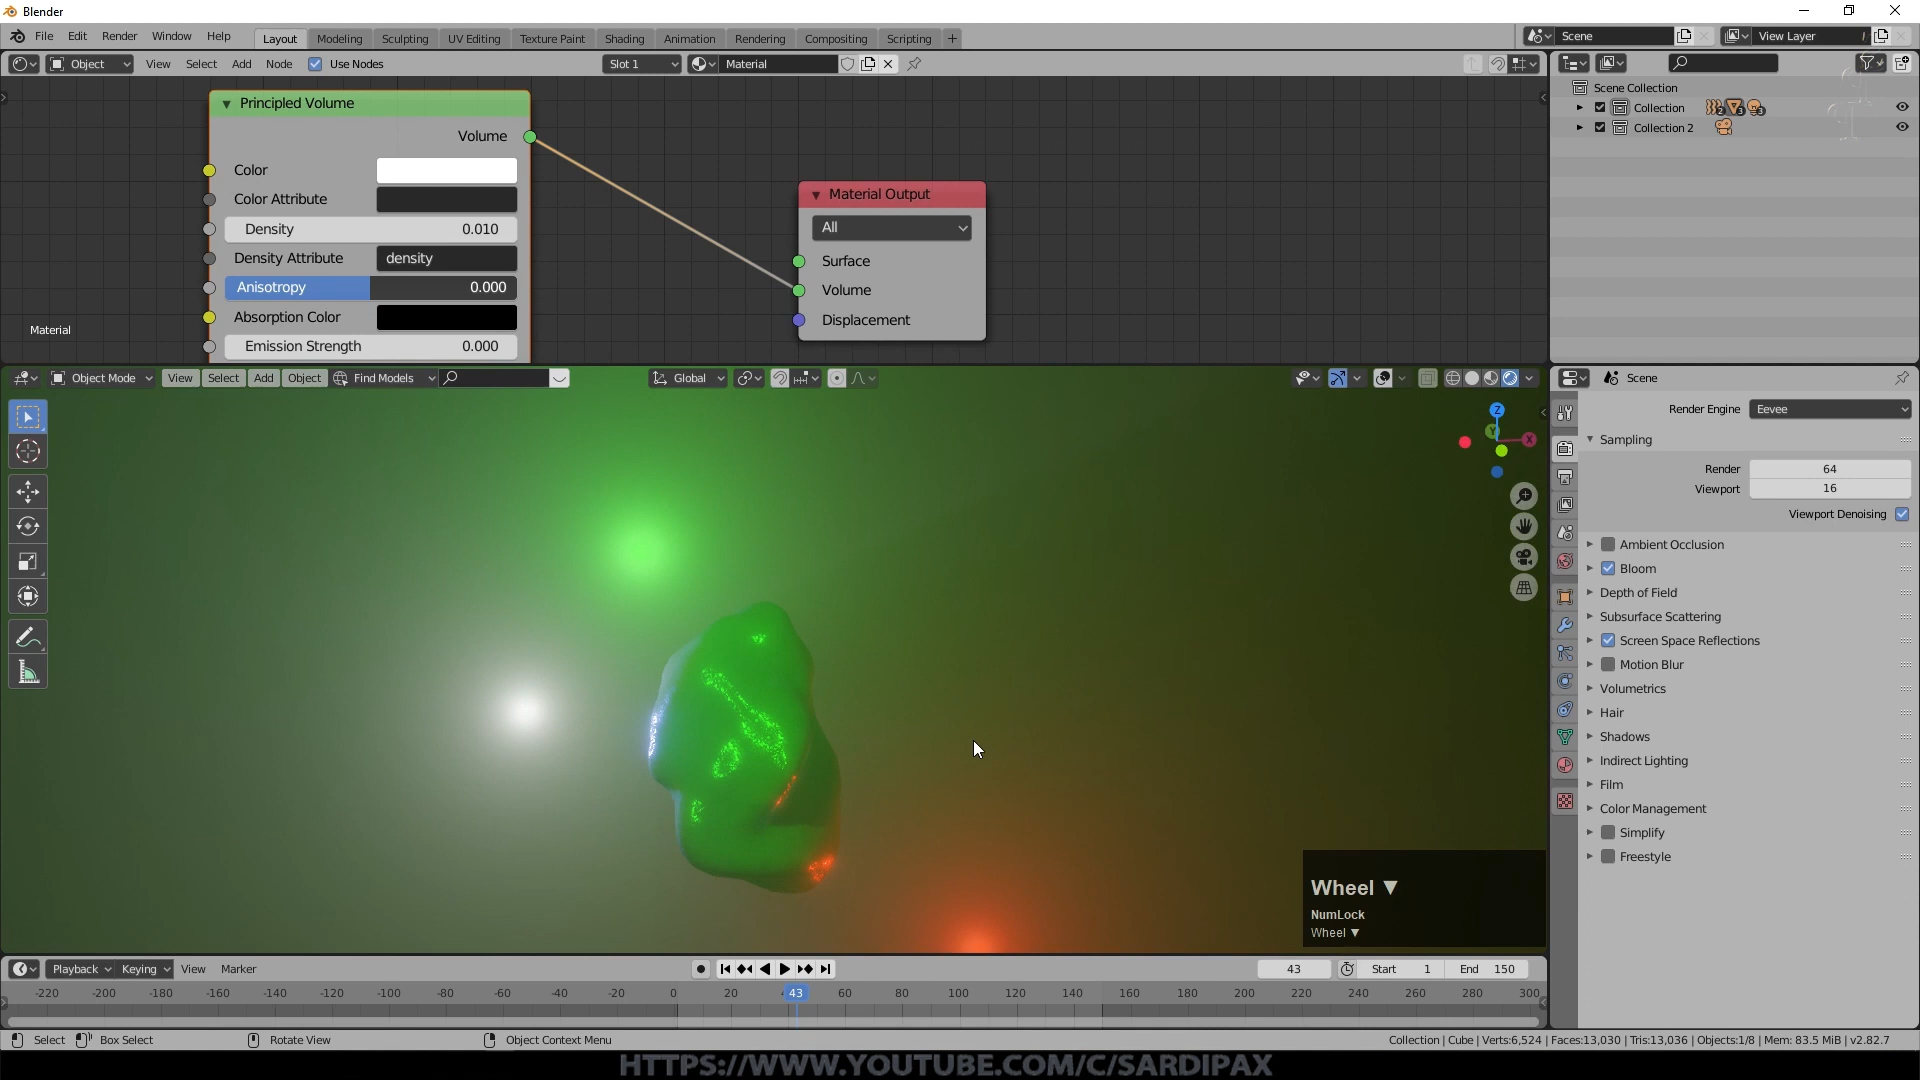 Blender
File Edit Render Window Help Layout Modeling Sculpting UV Editing Texture Paint Shading Animation Rendering Compositing Scripting + Scene View Layer
Object View Select Add Node Use Nodes Slot 1 Material
Principled Volume
Volume
Color
Color Attribute
Density 0.010
Density Attribute density
Anisotropy 0.000
Absorption Color
Emission Strength 0.000
Material
Material Output
All
Surface
Volume
Displacement
Scene Collection
Collection 2 3 3
Collection 2
Object Mode View Select Add Object Find Models Global
Z
Y X
Scene
Render Engine Eevee
Sampling
Render 64
Viewport 16
Viewport Denoising
Ambient Occlusion
Bloom
Depth of Field
Subsurface Scattering
Screen Space Reflections
Motion Blur
Volumetrics
Hair
Shadows
Indirect Lighting
Film
Color Management
Simplify
Freestyle
Wheel ▼
NumLock
Wheel ▼
Playback Keying View Marker 43 Start 1 End 150
-220 -200 -180 -160 -140 -120 -100 -80 -60 -40 -20 0 20 43 60 80 100 120 140 160 180 200 220 240 260 280 300
Select Box Select Rotate View Object Context Menu Collection | Cube | Verts:6,524 | Faces:13,030 | Tris:13,036 | Objects:1/8 | Mem: 83.5 MiB | v2.82.7
HTTPS://WWW.YOUTUBE.COM/C/SARDIPAX